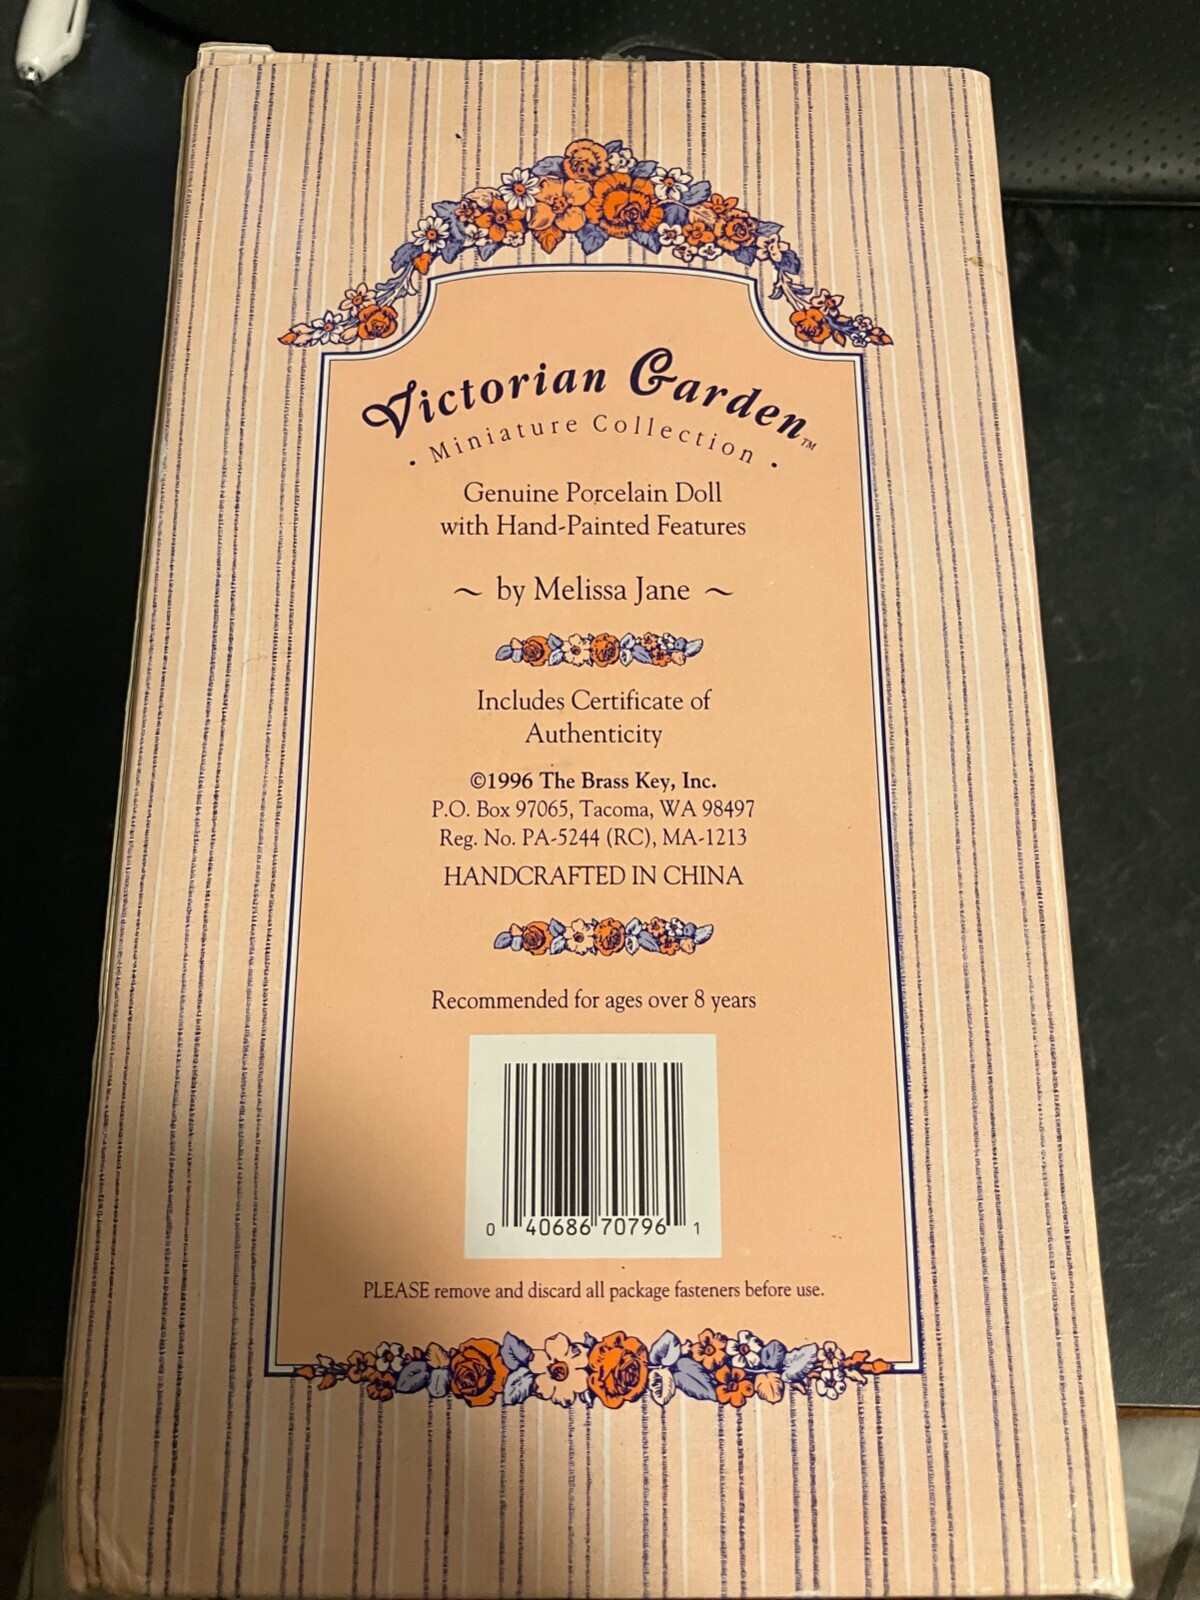 Victorian Garden™
• Miniature Collection •
Genuine Porcelain Doll
with Hand-Painted Features
~ by Melissa Jane ~
Includes Certificate of
Authenticity
©1996 The Brass Key, Inc.
P.O. Box 97065, Tacoma, WA 98497
Reg. No. PA-5244 (RC), MA-1213
HANDCRAFTED IN CHINA
Recommended for ages over 8 years
0 40686 70796 1
PLEASE remove and discard all package fasteners before use.